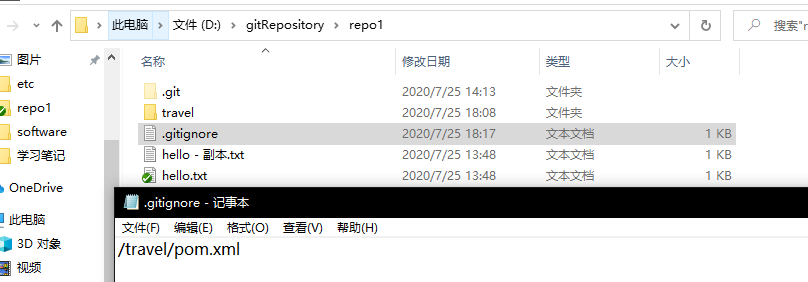 此电脑 文件 (D:) gitRepository repo1 搜索"r
名称 修改日期 类型 大小
图片
etc
repo1
software
学习笔记
OneDrive
此电脑
3D 对象
视频
.git 2020/7/25 14:13 文件夹
travel 2020/7/25 18:08 文件夹
.gitignore 2020/7/25 18:17 文本文档 1 KB
hello - 副本.txt 2020/7/25 13:48 文本文档 1 KB
hello.txt 2020/7/25 13:48 文本文档 1 KB
.gitignore - 记事本
文件(F) 编辑(E) 格式(O) 查看(V) 帮助(H)
/travel/pom.xml